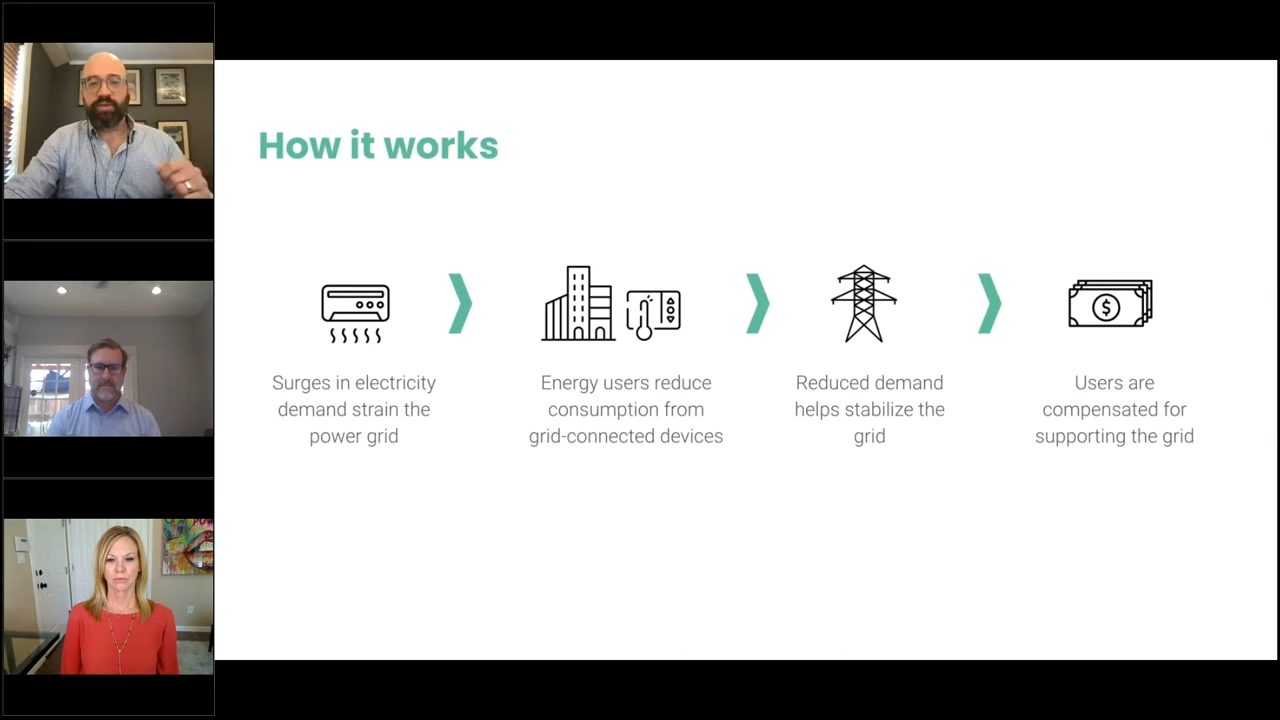 How it works
Surges in electricity
demand strain the
power grid
Energy users reduce
consumption from
grid-connected devices
Reduced demand
helps stabilize the
grid
Users are
compensated for
supporting the grid